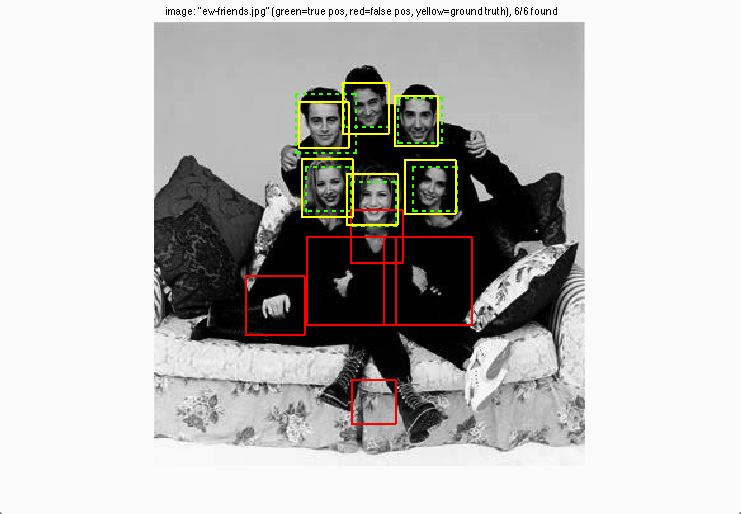 image: "ew-friends.jpg" (green=true pos, red=false pos, yellow=ground truth), 6/6 found